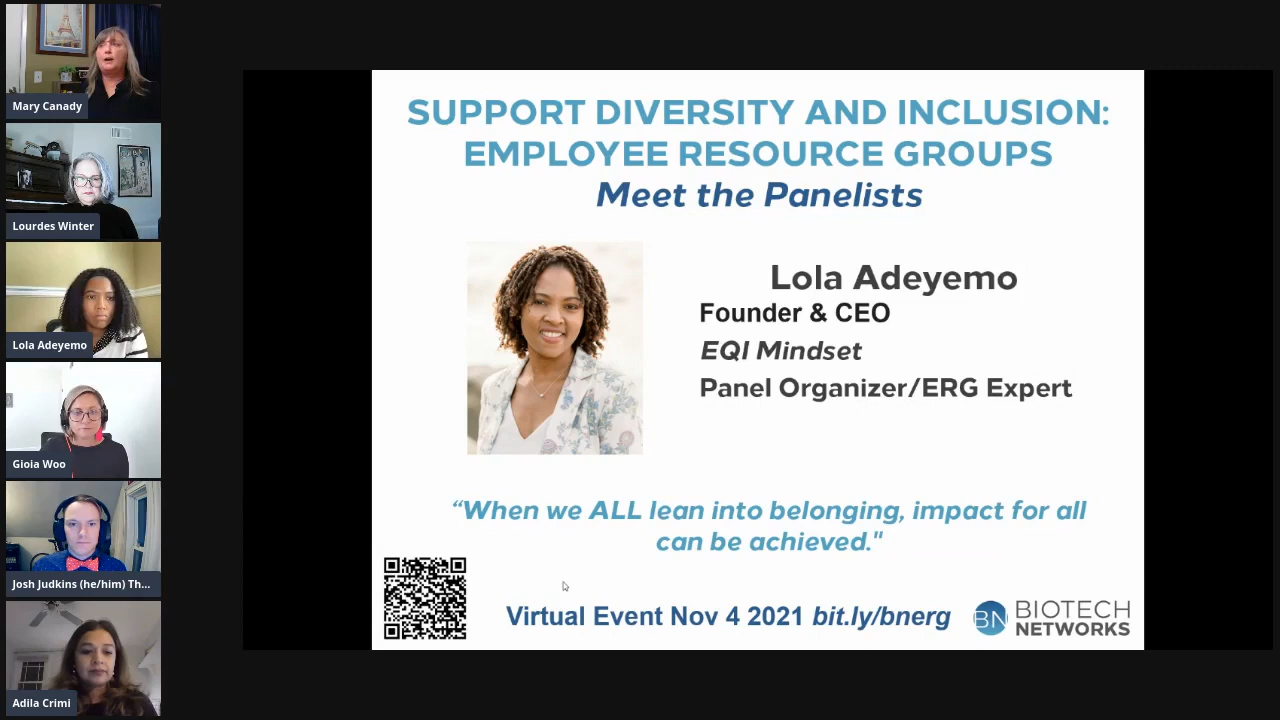 Mary Canady
Lourdes Winter
Lola Adeyemo
Gioia Woo
Josh Judkins (he/him) Th...
Adila Crimi
SUPPORT DIVERSITY AND INCLUSION:
EMPLOYEE RESOURCE GROUPS
Meet the Panelists
Lola Adeyemo
Founder & CEO
EQI Mindset
Panel Organizer/ERG Expert
“When we ALL lean into belonging, impact for all
can be achieved."
Virtual Event Nov 4 2021 bit.ly/bnerg
BN BIOTECH
NETWORKS